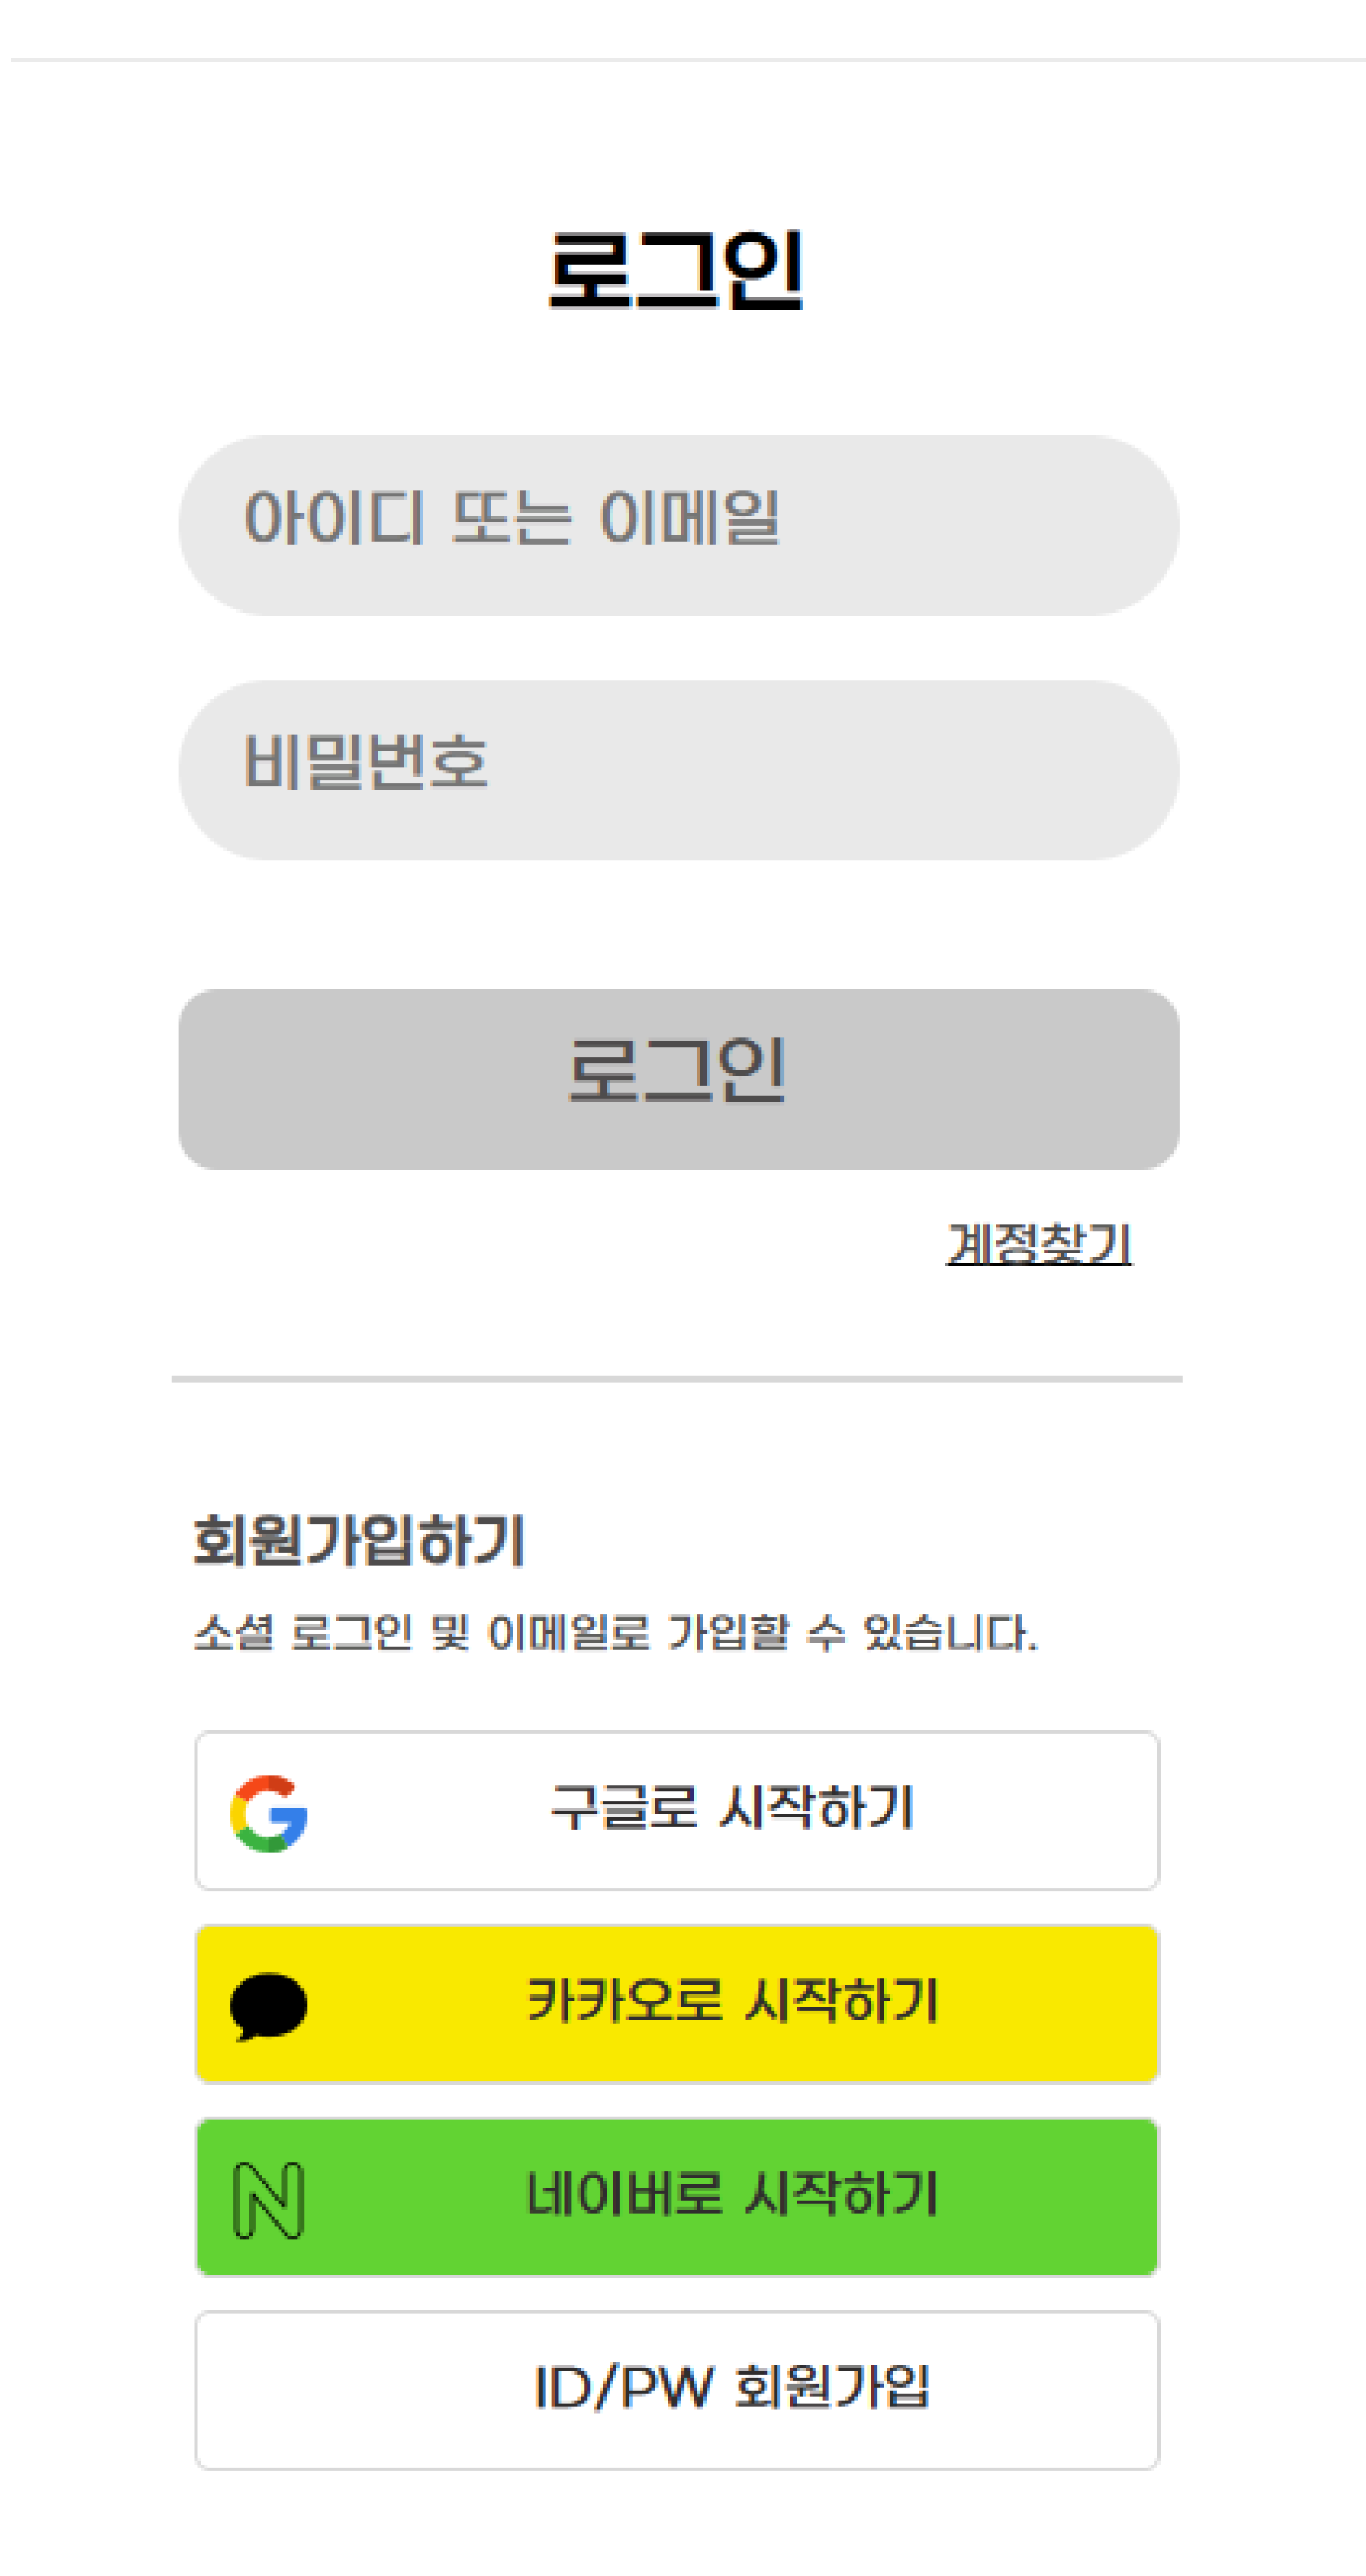 로그인
아이디 또는 이메일
비밀번호
로그인
계정찾기
회원가입하기
소셜 로그인 및 이메일로 가입할 수 있습니다.
구글로 시작하기
카카오로 시작하기
네이버로 시작하기
ID/PW 회원가입